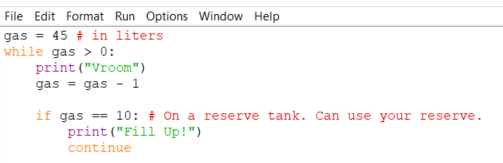 File Edit Format Run Options Window Help
gas = 45 # in liters
while gas > 0:
    print("Vroom")
    gas = gas - 1

    if gas == 10: # On a reserve tank. Can use your reserve.
        print("Fill Up!")
        continue